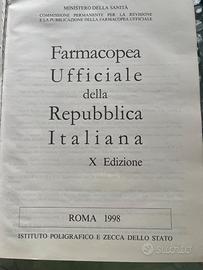 MINISTERO DELLA SANITÀ
COMMISSIONE PERMANENTE PER LA REVISIONE
E LA PUBBLICAZIONE DELLA FARMACOPEA UFFICIALE
Farmacopea
Ufficiale
della
Repubblica
Italiana
X Edizione
ROMA 1998
ISTITUTO POLIGRAFICO E ZECCA DELLO STATO
subito